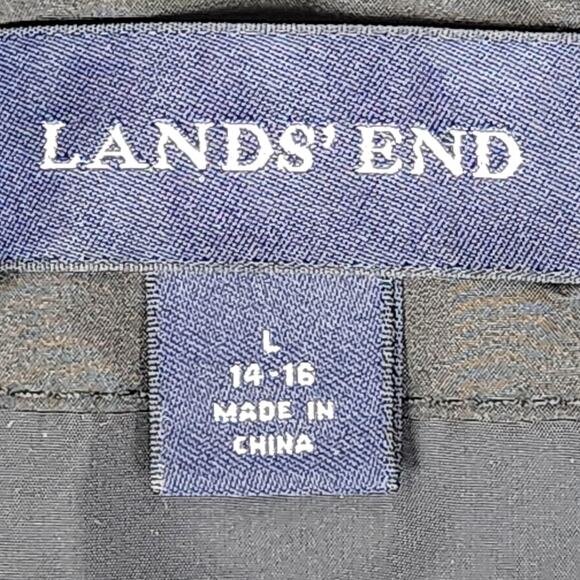 LANDS' END
L
14-16
MADE IN
CHINA